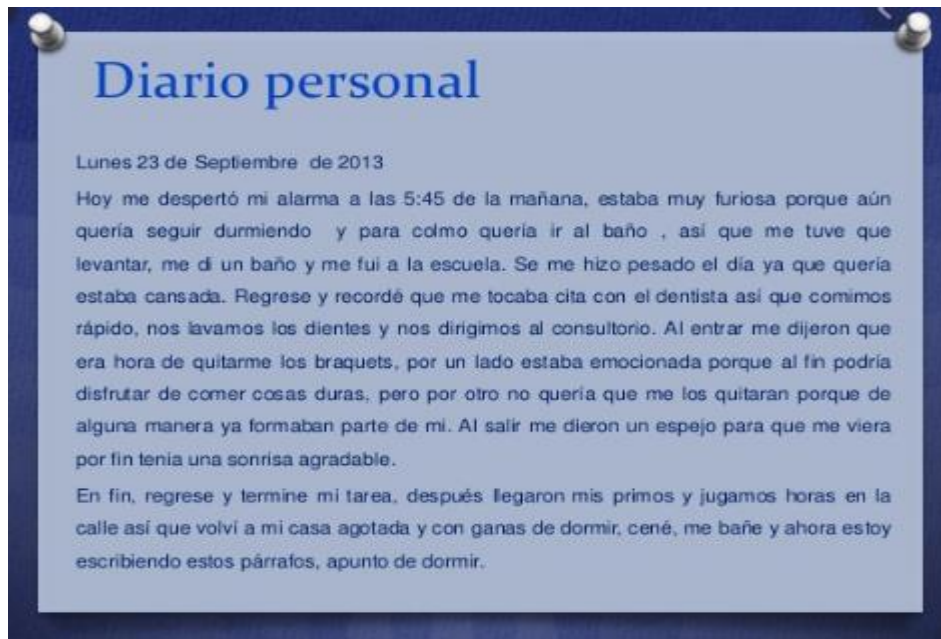 Diario personal
Lunes 23 de Septiembre de 2013
Hoy me despertó mi alarma a las 5:45 de la mañana, estaba muy furiosa porque aún
quería seguir durmiendo y para colmo quería ir al baño , así que me tuve que
levantar, me di un baño y me fui a la escuela. Se me hizo pesado el día ya que quería
estaba cansada. Regrese y recordé que me tocaba cita con el dentista así que comimos
rápido, nos lavamos los dientes y nos dirigimos al consultorio. Al entrar me dijeron que
era hora de quitarme los braquets, por un lado estaba emocionada porque al fin podría
disfrutar de comer cosas duras, pero por otro no quería que me los quitaran porque de
alguna manera ya formaban parte de mi. Al salir me dieron un espejo para que me viera
por fin tenia una sonrisa agradable.
En fin, regrese y termine mi tarea, después llegaron mis primos y jugamos horas en la
calle así que volví a mi casa agotada y con ganas de dormir, cené, me bañe y ahora estoy
escribiendo estos párrafos, apunto de dormir.